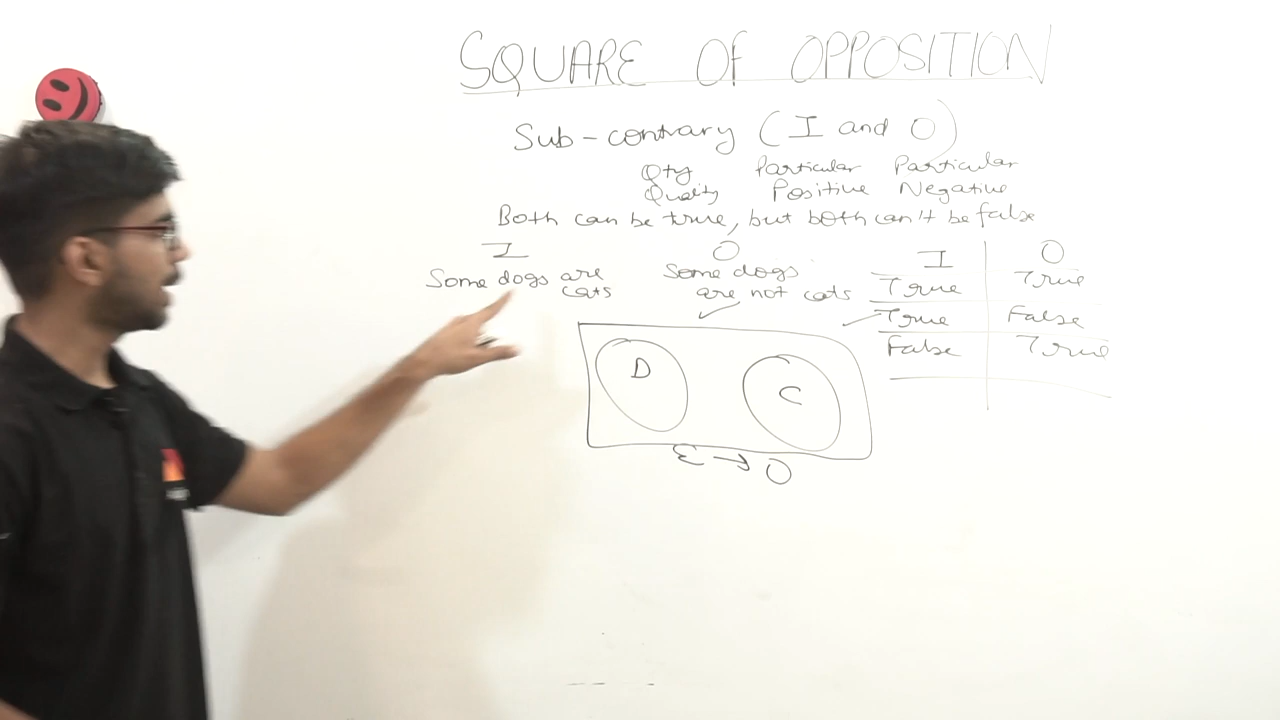 SQUARE OF OPPOSITION
Sub-contrary (I and O)
Qty Particular Particular
Quality Positive Negative
Both can be true, but both can't be false
I O
Some dogs are cats
Some dogs are not cats
I O
True True
True False
False True
D C
E → O